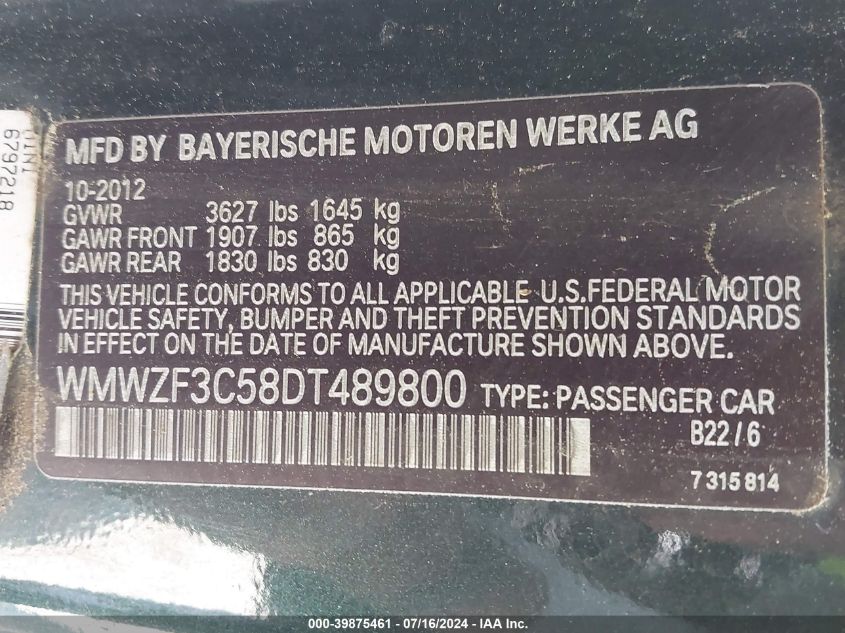 MFD BY BAYERISCHE MOTOREN WERKE AG
10-2012
GVWR 3627 lbs 1645 kg
GAWR FRONT 1907 lbs 865 kg
GAWR REAR 1830 lbs 830 kg
THIS VEHICLE CONFORMS TO ALL APPLICABLE U.S.FEDERAL MOTOR
VEHICLE SAFETY, BUMPER AND THEFT PREVENTION STANDARDS
IN EFFECT ON THE DATE OF MANUFACTURE SHOWN ABOVE.
WMWZF3C58DT489800 TYPE: PASSENGER CAR
B22/6
7 315 814
6797218
000-39875461 - 07/16/2024 - IAA Inc.